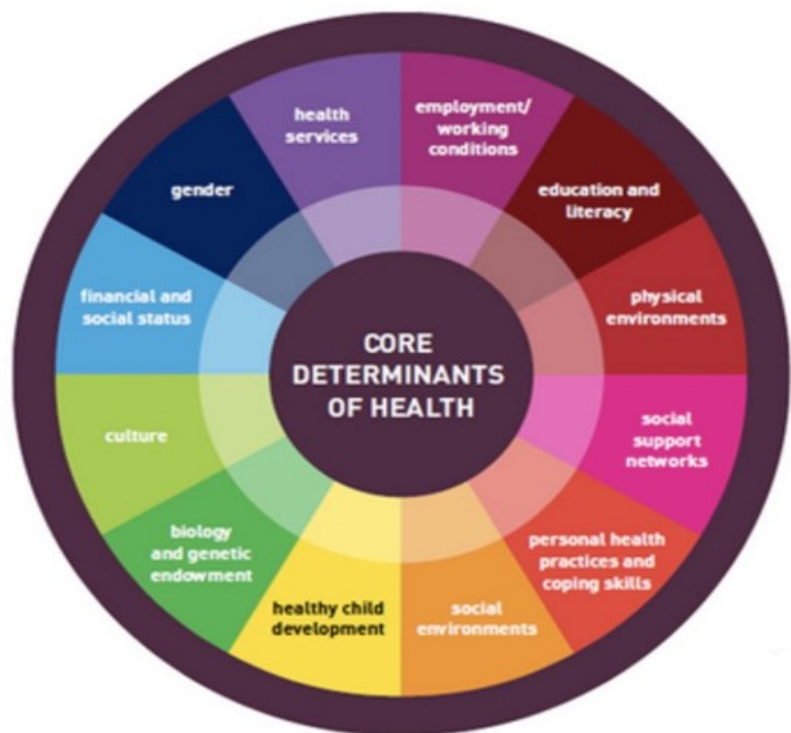 CORE
DETERMINANTS
OF HEALTH
employment/
working
conditions
education and
literacy
physical
environments
social
support
networks
personal health
practices and
coping skills
social
environments
healthy child
development
biology
and genetic
endowment
culture
financial and
social status
gender
health
services